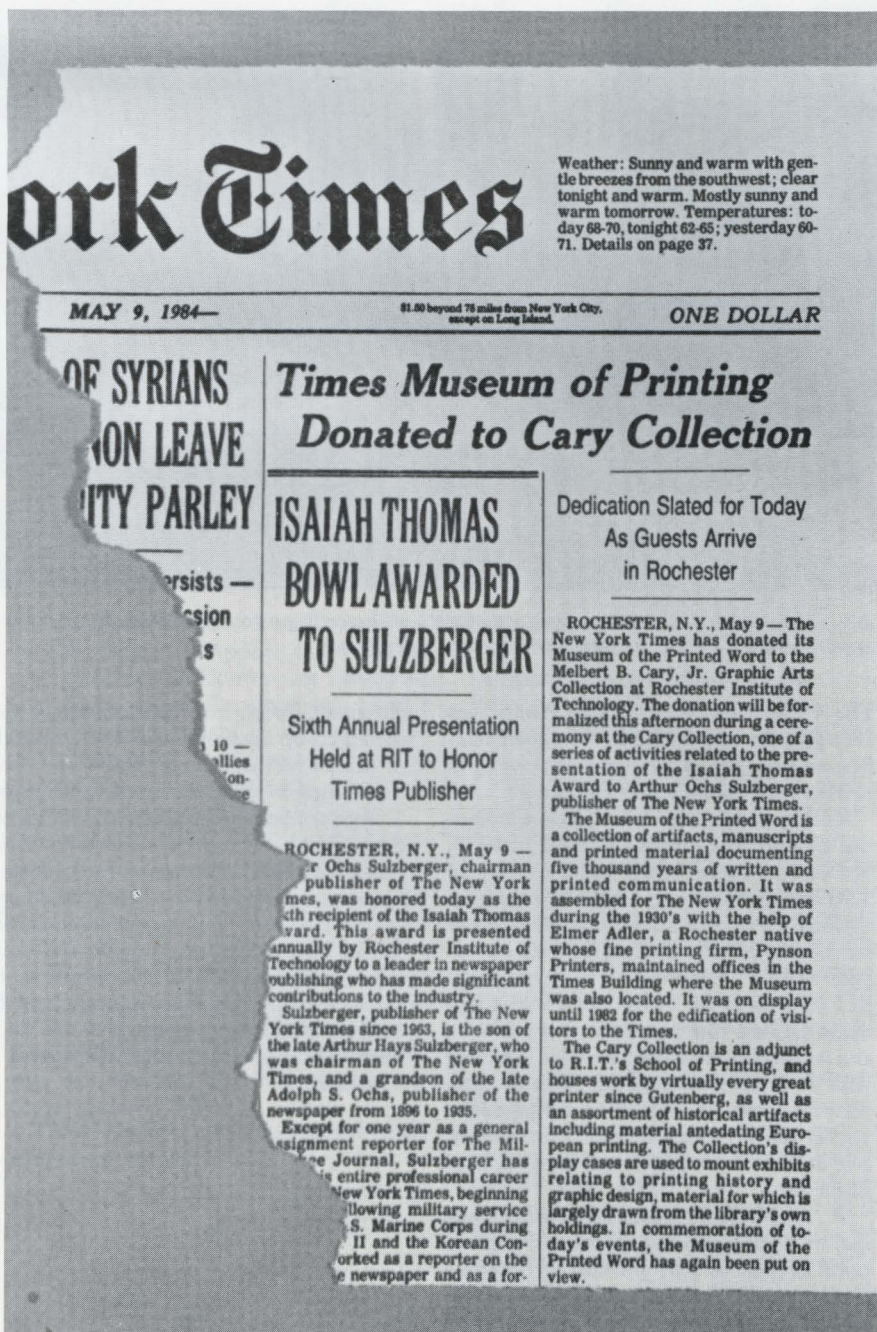 ork Times
Weather: Sunny and warm with gen-
tle breezes from the southwest; clear
tonight and warm. Mostly sunny and
warm tomorrow. Temperatures: to-
day 68-70, tonight 62-65; yesterday 60-
71. Details on page 37.
MAY 9, 1984—
$1.50 beyond 75 miles from New York City,
except on Long Island.
ONE DOLLAR
OF SYRIANS
NON LEAVE
ITY PARLEY
ersists —
ssion
s
10 —
allies
on-
ce
Times Museum of Printing
Donated to Cary Collection
ISAIAH THOMAS
BOWL AWARDED
TO SULZBERGER
Sixth Annual Presentation
Held at RIT to Honor
Times Publisher
ROCHESTER, N.Y., May 9 —
r Ochs Sulzberger, chairman
publisher of The New York
mes, was honored today as the
th recipient of the Isaiah Thomas
ward. This award is presented
annually by Rochester Institute of
Technology to a leader in newspaper
publishing who has made significant
contributions to the industry.
Sulzberger, publisher of The New
York Times since 1963, is the son of
the late Arthur Hays Sulzberger, who
was chairman of The New York
Times, and a grandson of the late
Adolph S. Ochs, publisher of the
newspaper from 1896 to 1935.
Except for one year as a general
assignment reporter for The Mil-
ee Journal, Sulzberger has
is entire professional career
New York Times, beginning
llowing military service
S. Marine Corps during
II and the Korean Con-
orked as a reporter on the
e newspaper and as a for-
Dedication Slated for Today
As Guests Arrive
in Rochester
ROCHESTER, N.Y., May 9 — The
New York Times has donated its
Museum of the Printed Word to the
Melbert B. Cary, Jr. Graphic Arts
Collection at Rochester Institute of
Technology. The donation will be for-
malized this afternoon during a cere-
mony at the Cary Collection, one of a
series of activities related to the pre-
sentation of the Isaiah Thomas
Award to Arthur Ochs Sulzberger,
publisher of The New York Times.
The Museum of the Printed Word is
a collection of artifacts, manuscripts
and printed material documenting
five thousand years of written and
printed communication. It was
assembled for The New York Times
during the 1930's with the help of
Elmer Adler, a Rochester native
whose fine printing firm, Pynson
Printers, maintained offices in the
Times Building where the Museum
was also located. It was on display
until 1982 for the edification of visi-
tors to the Times.
The Cary Collection is an adjunct
to R.I.T.'s School of Printing, and
houses work by virtually every great
printer since Gutenberg, as well as
an assortment of historical artifacts
including material antedating Euro-
pean printing. The Collection's dis-
play cases are used to mount exhibits
relating to printing history and
graphic design, material for which is
largely drawn from the library's own
holdings. In commemoration of to-
day's events, the Museum of the
Printed Word has again been put on
view.